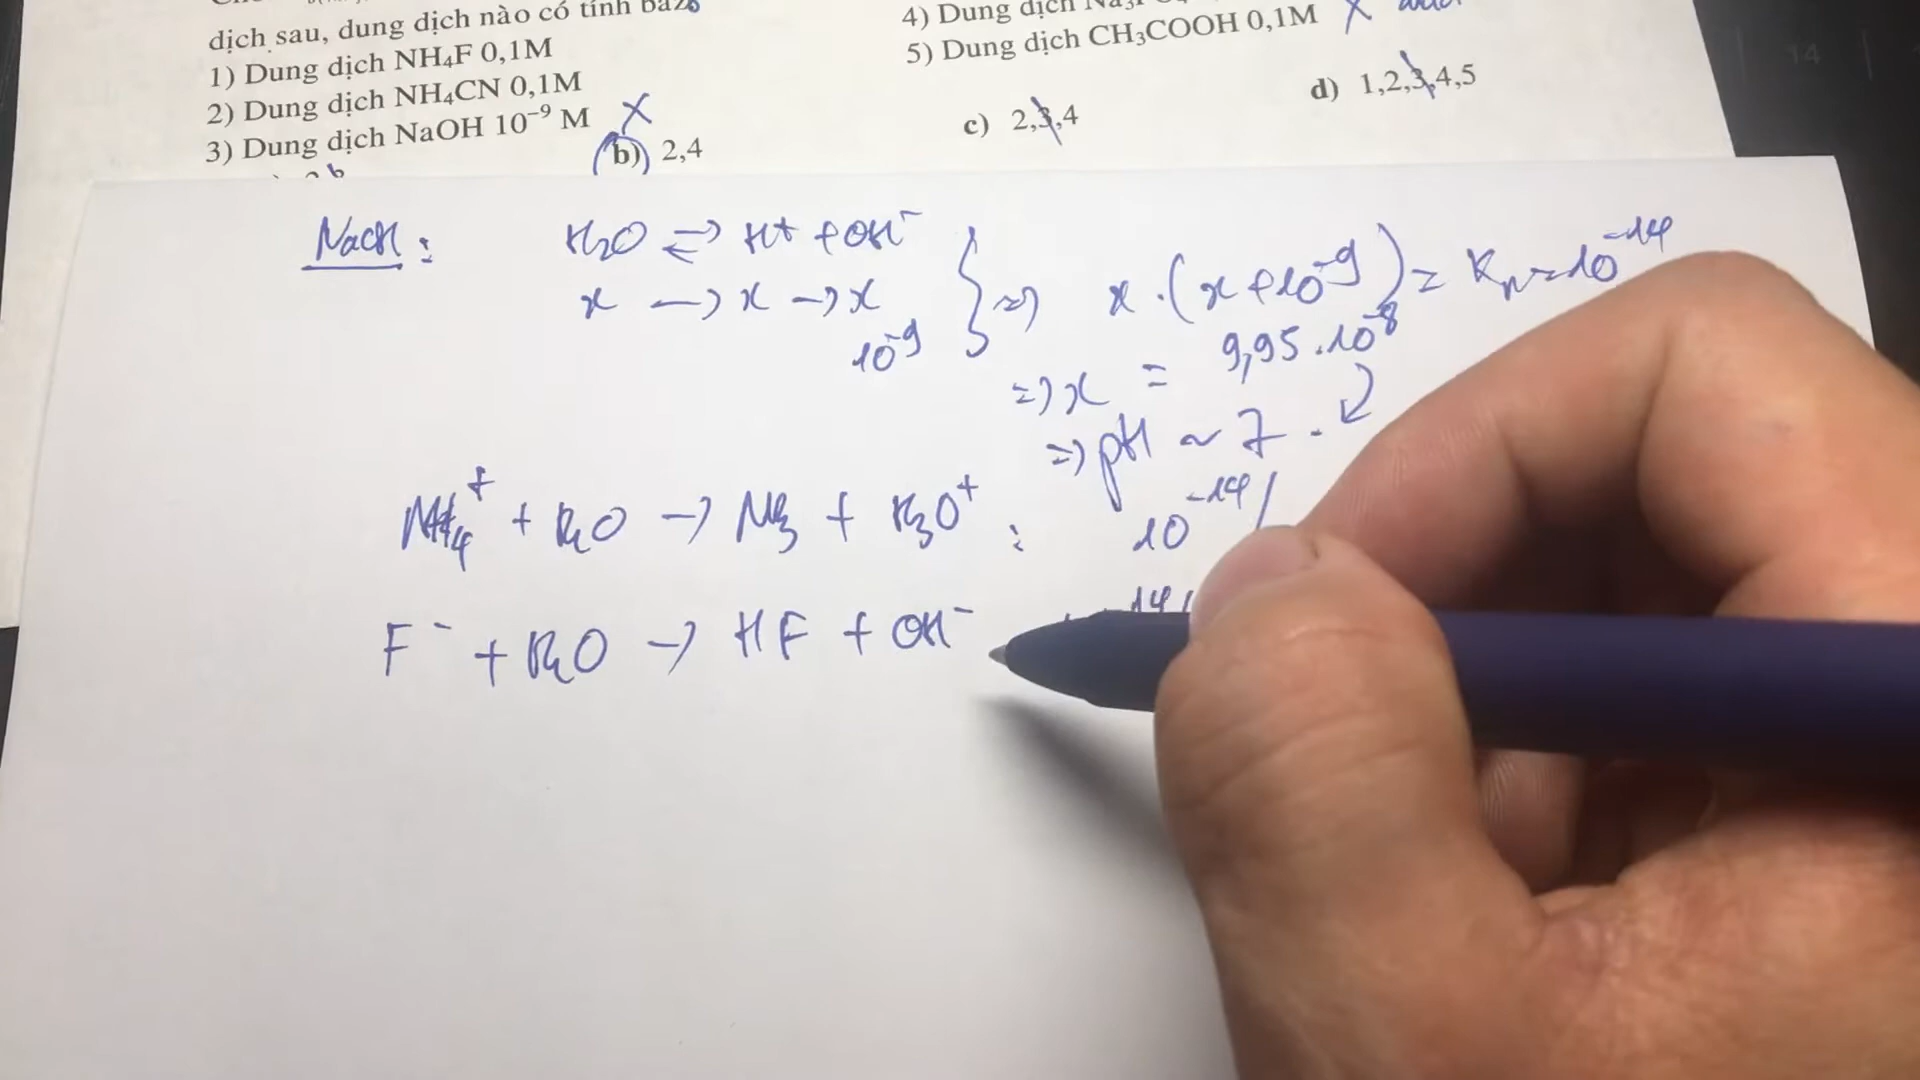 dịch sau, dung dịch nào có tính bazơ
1) Dung dịch NH₄F 0,1M
2) Dung dịch NH₄CN 0,1M
3) Dung dịch NaOH 10⁻⁹ M X
4) Dung dịch
5) Dung dịch CH₃COOH 0,1M X
b) 2,4
c) 2,3,4
d) 1,2,3,4,5
NaOH: H₂O ⇌ H⁺ + OH⁻
x → x → x
10⁻⁹
⇒ x.(x+10⁻⁹) = Kn = 10⁻¹⁴
⇒ x = 9,95.10⁻⁸
⇒ pH ~ 7.
NH₄⁺ + H₂O → NH₃ + H₃O⁺ : 10⁻¹⁴/
F⁻ + H₂O → HF + OH⁻ 14/
14